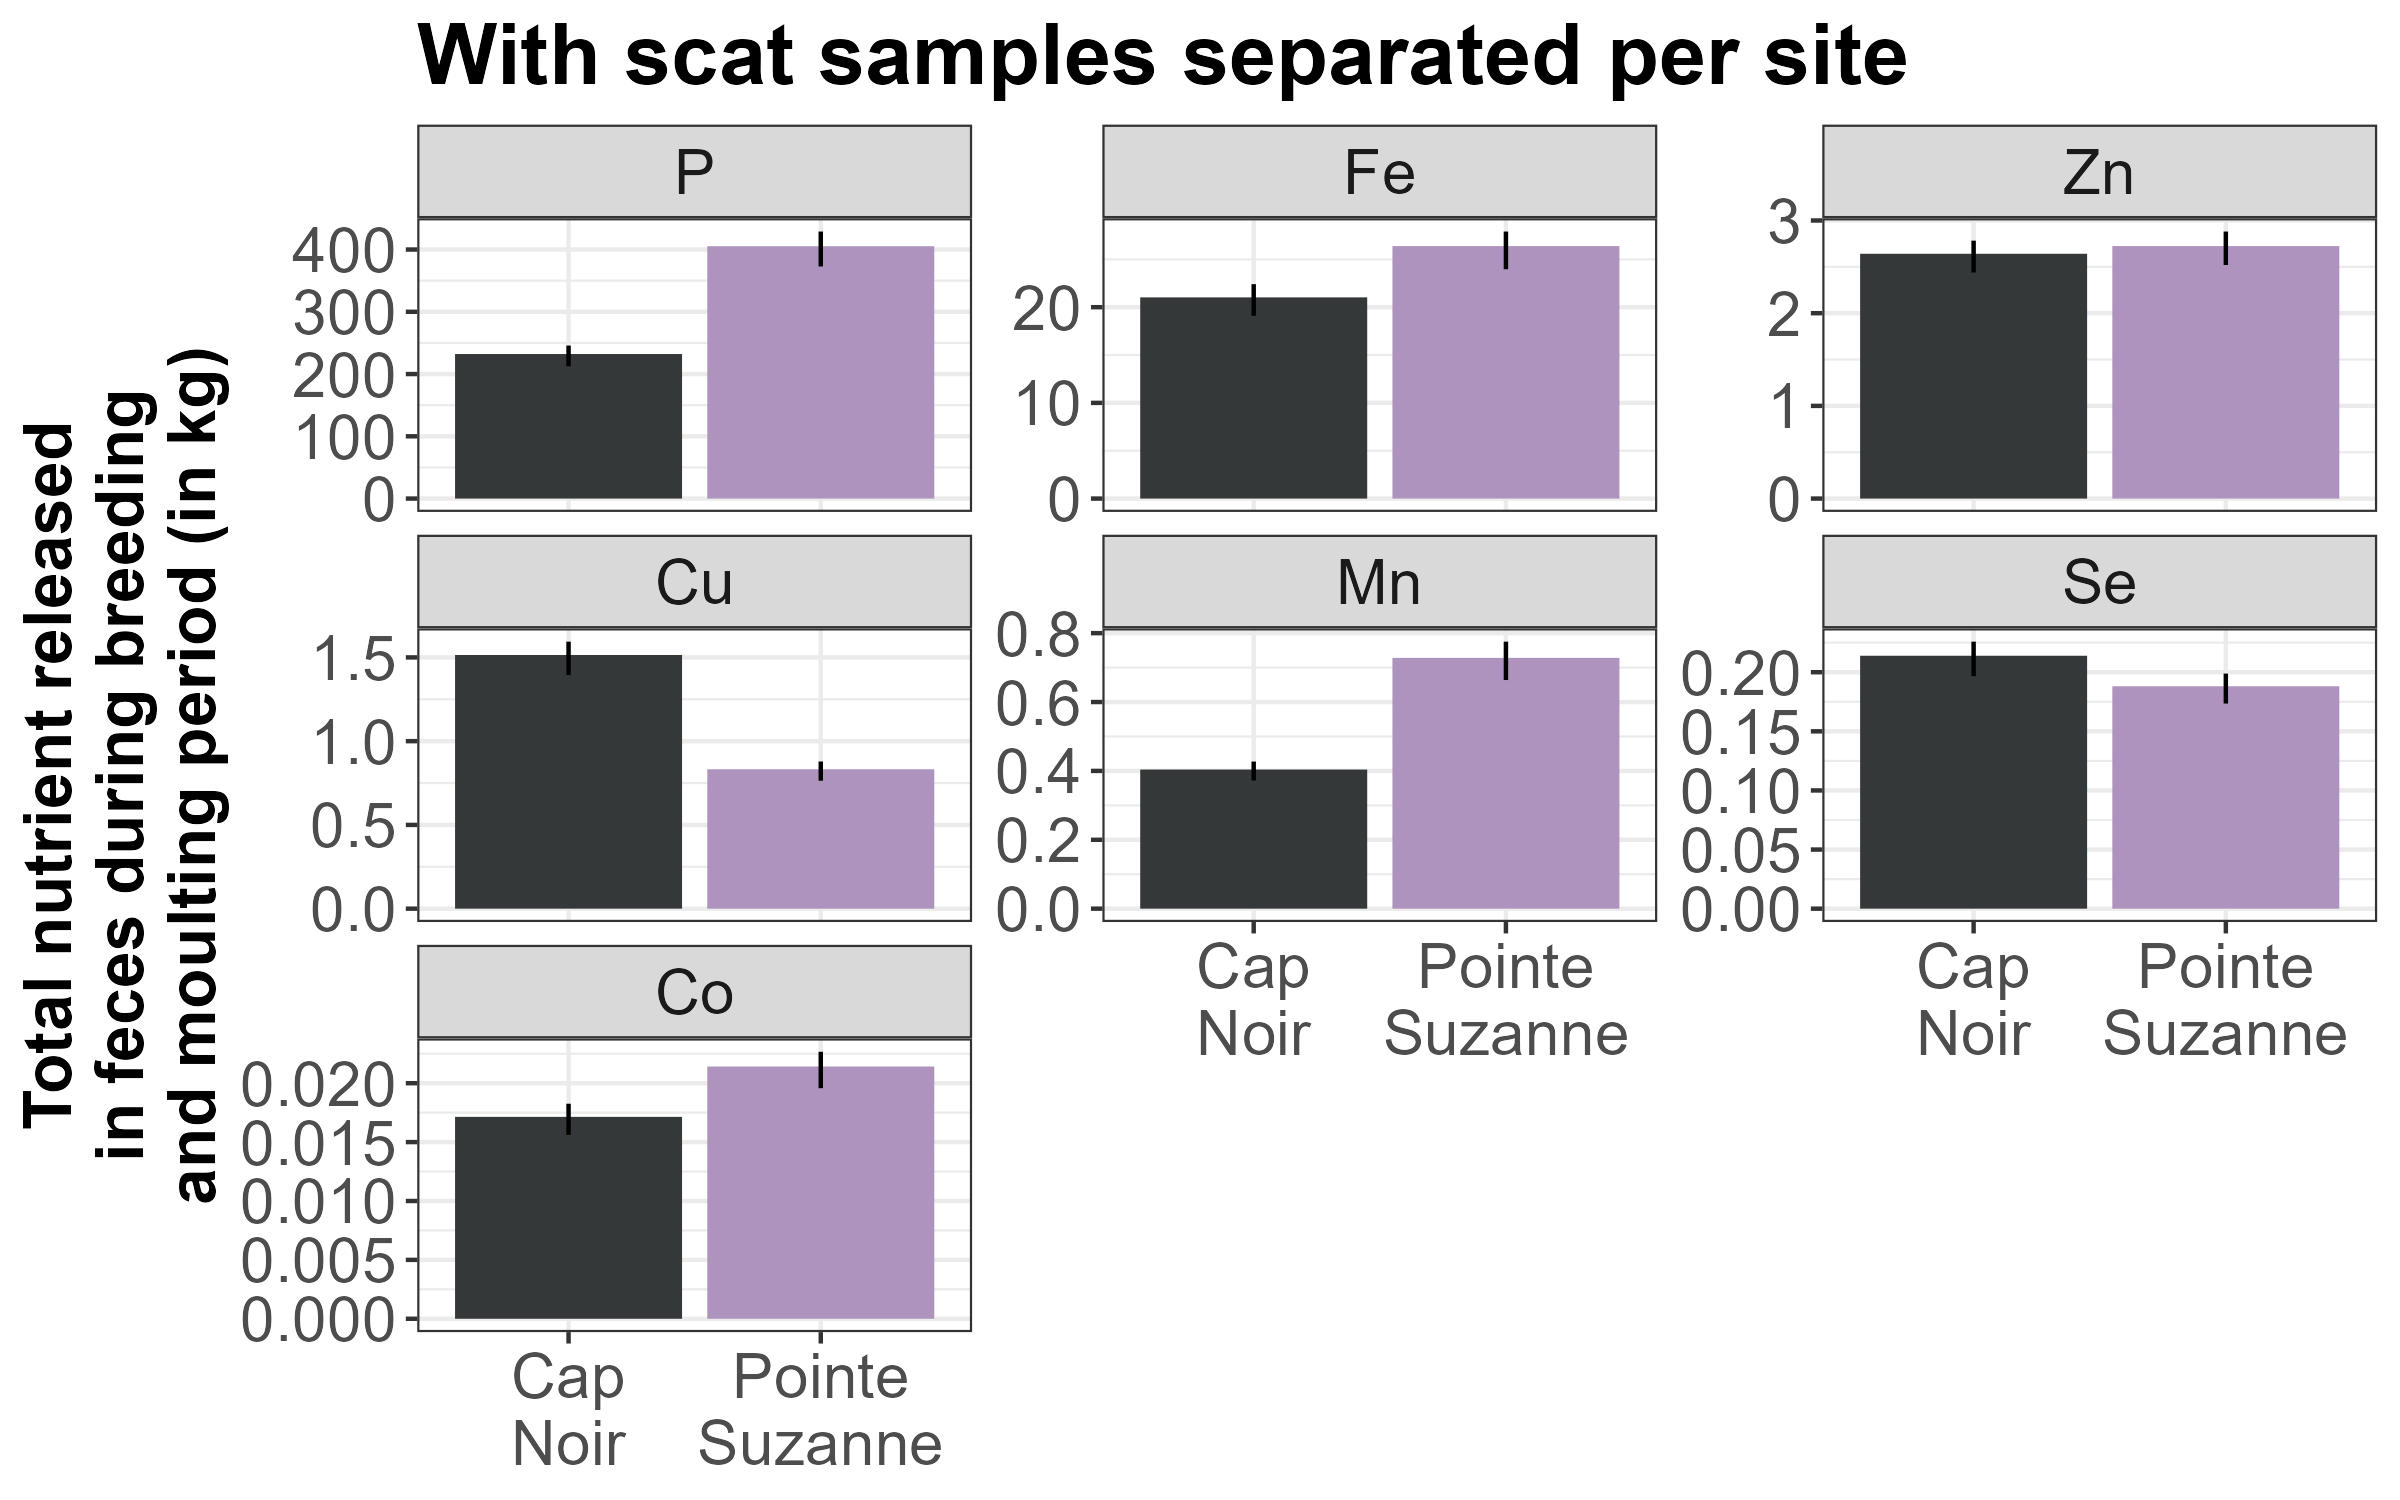 With scat samples separated per site
Total nutrient released
in feces during breeding
and moulting period (in kg)
P
400
300
200
100
0
Fe
20
10
0
Zn
3
2
1
0
Cu
1.5
1.0
0.5
0.0
Mn
0.8
0.6
0.4
0.2
0.0
Cap
Noir
Pointe
Suzanne
Se
0.20
0.15
0.10
0.05
0.00
Cap
Noir
Pointe
Suzanne
Co
0.020
0.015
0.010
0.005
0.000
Cap
Noir
Pointe
Suzanne